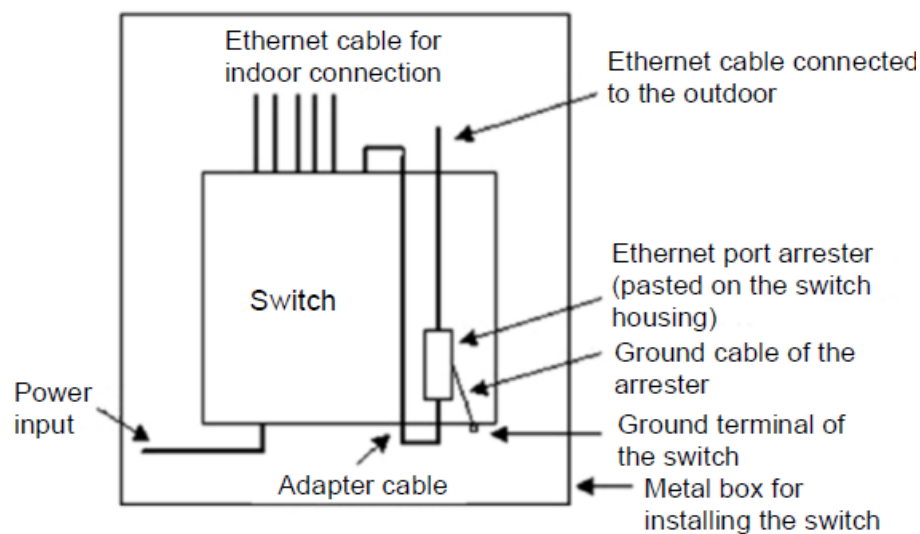 Ethernet cable for
indoor connection
Ethernet cable connected
to the outdoor
Switch
Ethernet port arrester
(pasted on the switch
housing)
Ground cable of the
arrester
Power
input
Ground terminal of
the switch
Adapter cable
Metal box for
installing the switch